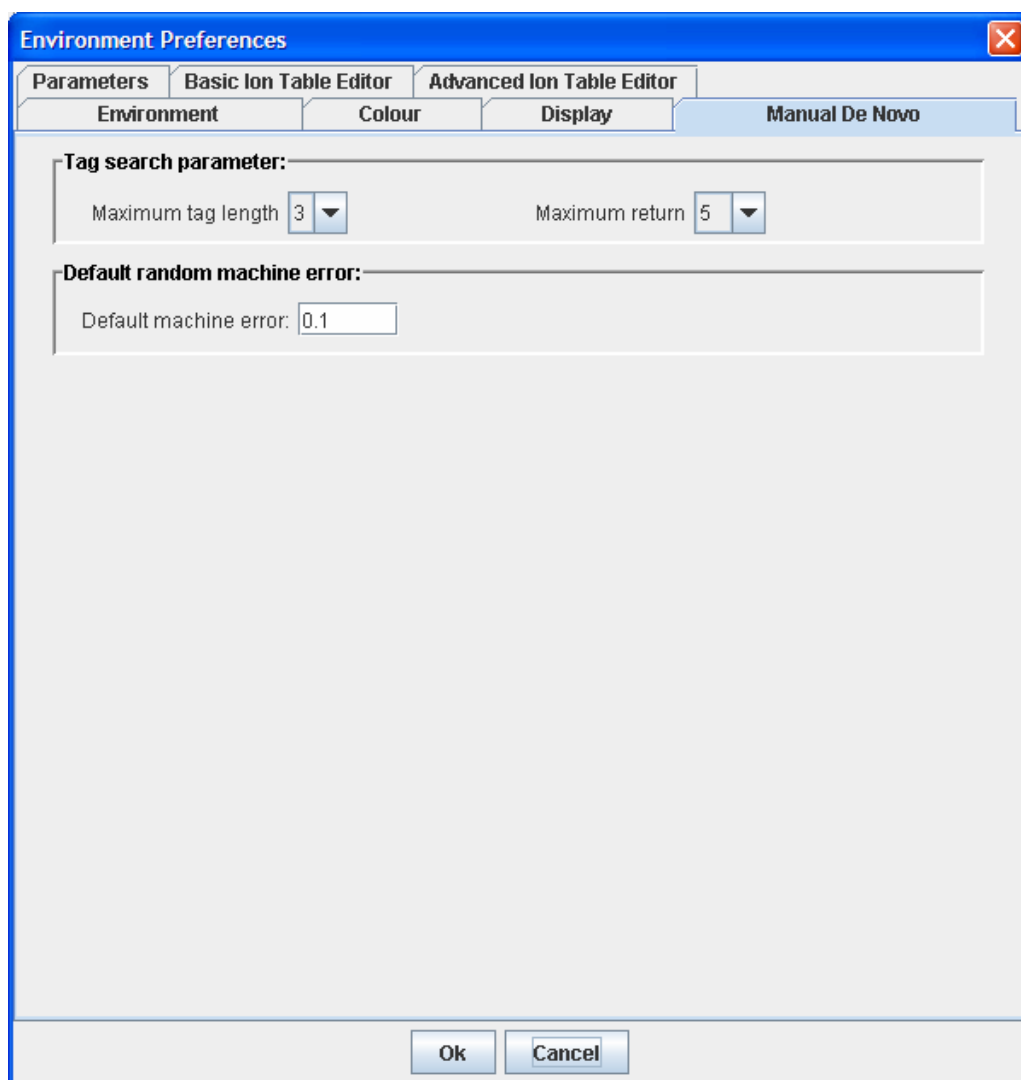 Environment Preferences
Parameters Basic Ion Table Editor Advanced Ion Table Editor
Environment Colour Display Manual De Novo
Tag search parameter:
Maximum tag length 3 Maximum return 5
Default random machine error:
Default machine error: 0.1
Ok Cancel